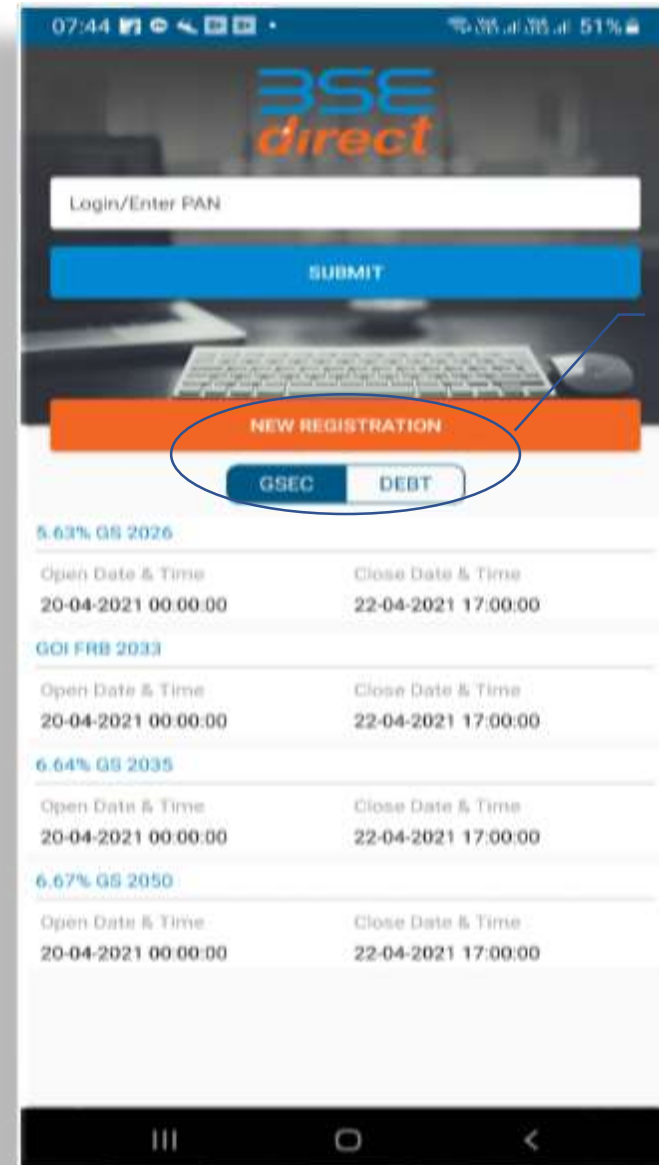 07:44
51%
BSE
direct
Login/Enter PAN
SUBMIT
NEW REGISTRATION
GSEC DEBT
5.63% GS 2026
Open Date & Time Close Date & Time
20-04-2021 00:00:00 22-04-2021 17:00:00
GOI FRB 2033
Open Date & Time Close Date & Time
20-04-2021 00:00:00 22-04-2021 17:00:00
6.64% GS 2035
Open Date & Time Close Date & Time
20-04-2021 00:00:00 22-04-2021 17:00:00
6.67% GS 2050
Open Date & Time Close Date & Time
20-04-2021 00:00:00 22-04-2021 17:00:00